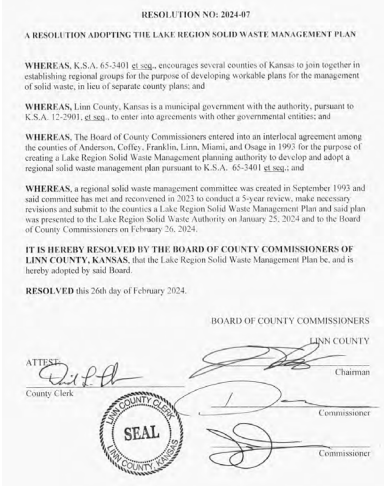 RESOLUTION NO: 2024-07
A RESOLUTION ADOPTING THE LAKE REGION SOLID WASTE MANAGEMENT PLAN
WHEREAS, K.S.A. 65-3401 et seq., encourages several counties of Kansas to join together in
establishing regional groups for the purpose of developing workable plans for the management
of solid waste, in lieu of separate county plans; and
WHEREAS, Linn County, Kansas is a municipal government with the authority, pursuant to
K.S.A. 12-2901, et seq., to enter into agreements with other governmental entities; and
WHEREAS, The Board of County Commissioners entered into an interlocal agreement among
the counties of Anderson, Coffey, Franklin, Linn, Miami, and Osage in 1993 for the purpose of
creating a Lake Region Solid Waste Management planning authority to develop and adopt a
regional solid waste management plan pursuant to K.S.A. 65-3401 et seq.; and
WHEREAS, a regional solid waste management committee was created in September 1993 and
said committee has met and reconvened in 2023 to conduct a 5-year review, make necessary
revisions and submit to the counties a Lake Region Solid Waste Management Plan and said plan
was presented to the Lake Region Solid Waste Authority on January 25, 2024 and to the Board
of County Commissioners on February 26, 2024.
IT IS HEREBY RESOLVED BY THE BOARD OF COUNTY COMMISSIONERS OF
LINN COUNTY, KANSAS, that the Lake Region Solid Waste Management Plan be, and is
hereby adopted by said Board.
RESOLVED this 26th day of February 2024.
BOARD OF COUNTY COMMISSIONERS
LINN COUNTY
ATTEST:
Chairman
County Clerk
Commissioner
LINN COUNTY CLERK
SEAL
LINN COUNTY, KANSAS
Commissioner